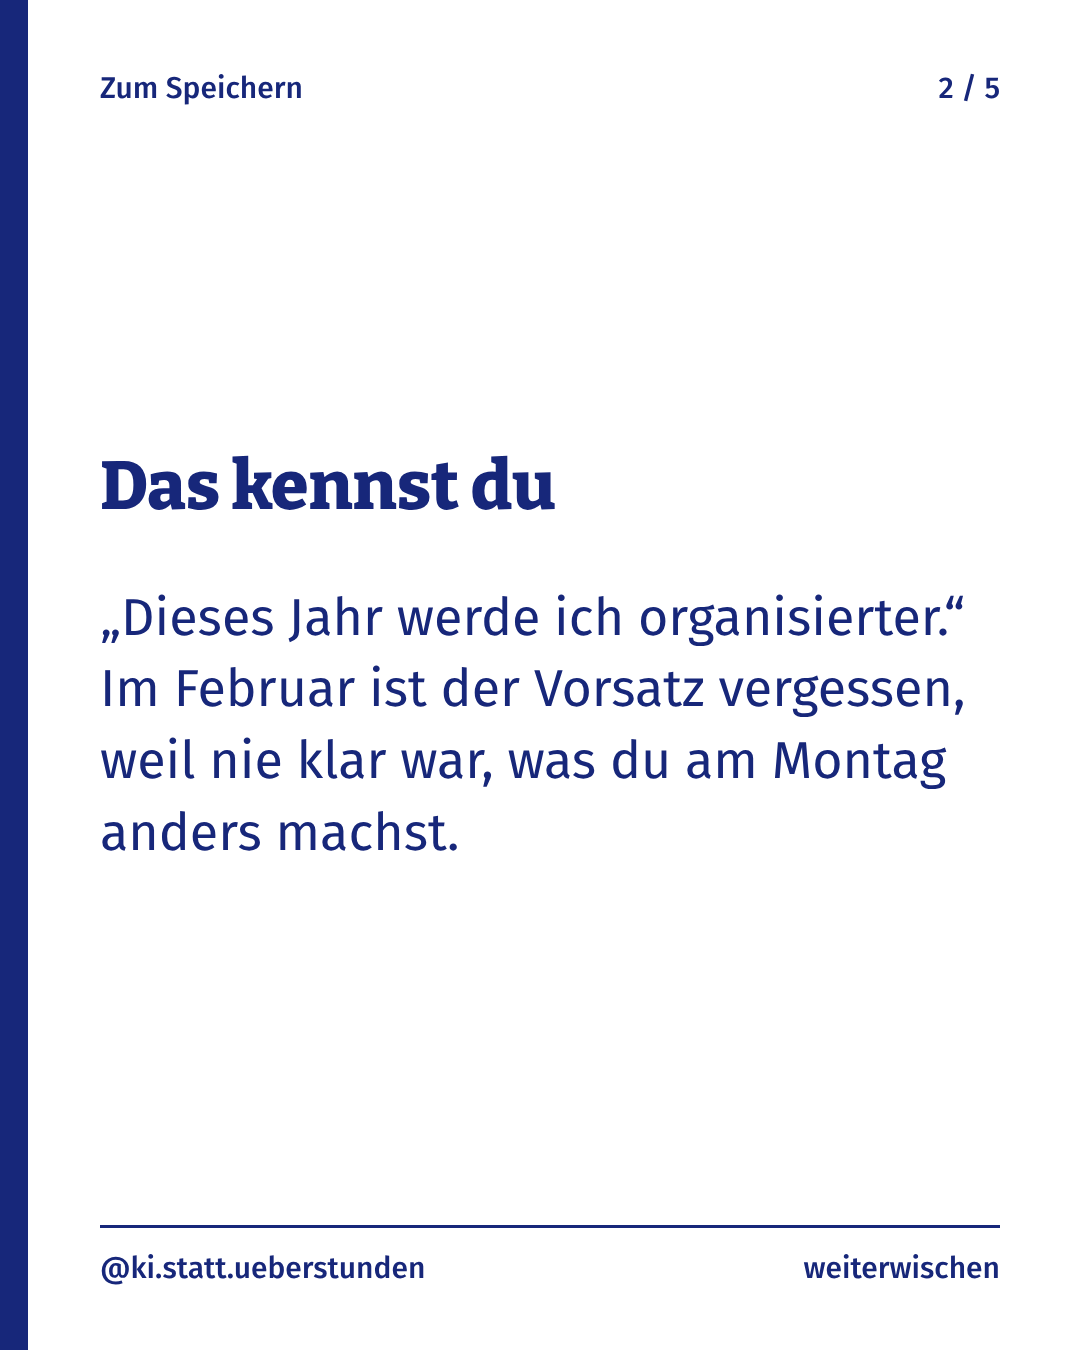 Zum Speichern
2 / 5
Das kennst du
„Dieses Jahr werde ich organisierter.“
Im Februar ist der Vorsatz vergessen,
weil nie klar war, was du am Montag
anders machst.
@ki.statt.ueberstunden
weiterwischen